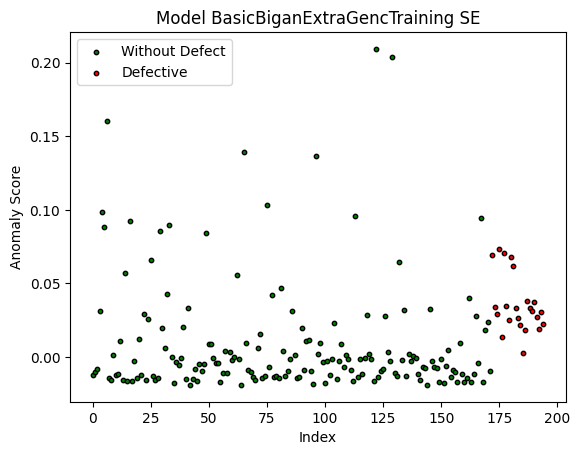 Model BasicBiganExtraGencTraining SE
Without Defect
Defective
0.20
0.15
0.10
0.05
0.00
Anomaly Score
0 25 50 75 100 125 150 175 200
Index